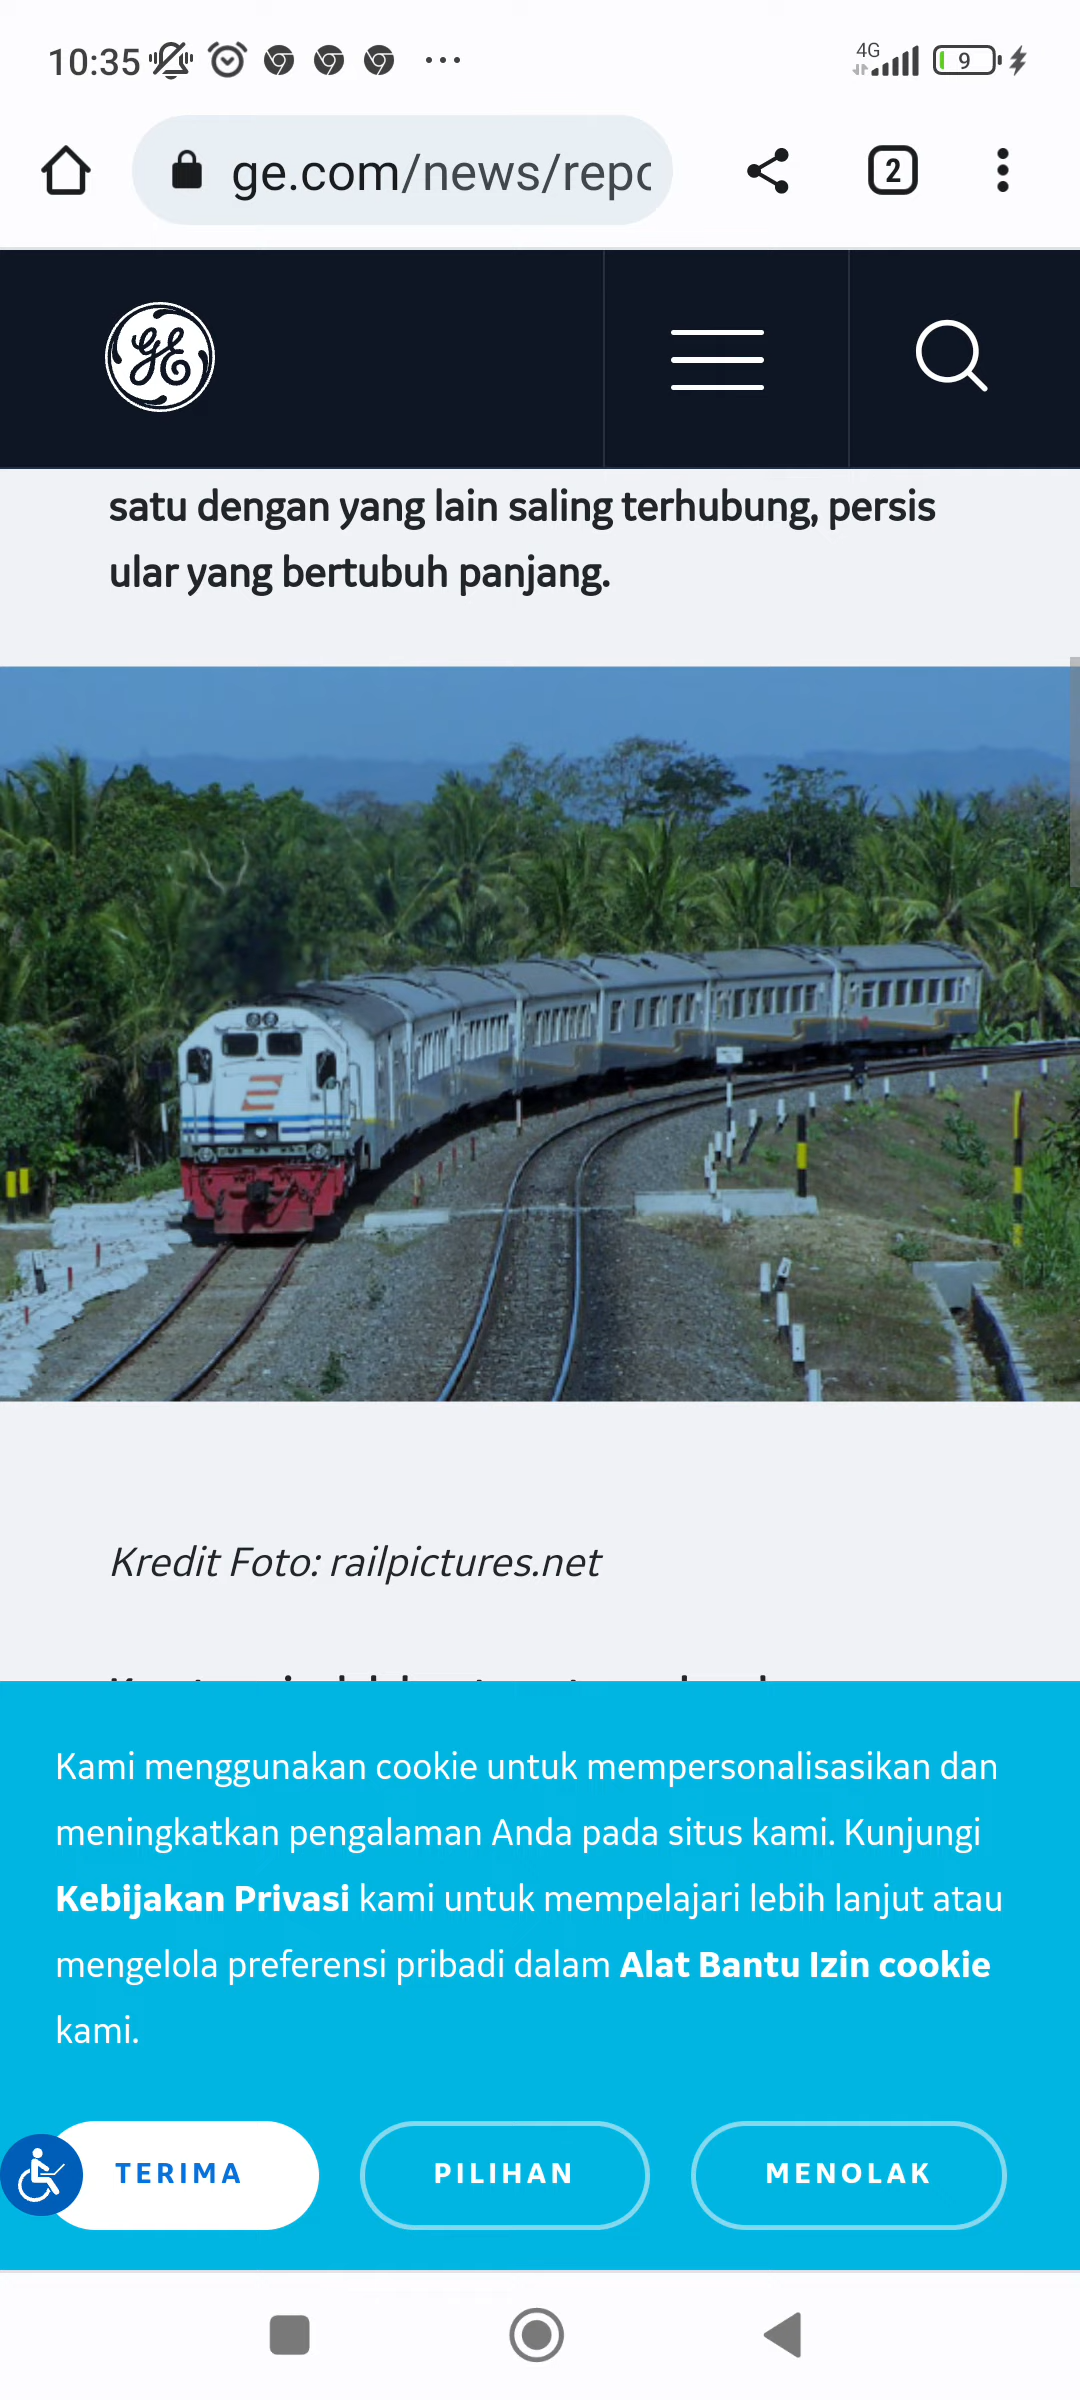 10:35
4G
9
ge.com/news/repo
2
GE
satu dengan yang lain saling terhubung, persis
ular yang bertubuh panjang.
Kredit Foto: railpictures.net
Kami menggunakan cookie untuk mempersonalisasikan dan
meningkatkan pengalaman Anda pada situs kami. Kunjungi
Kebijakan Privasi kami untuk mempelajari lebih lanjut atau
mengelola preferensi pribadi dalam Alat Bantu Izin cookie
kami.
TERIMA
PILIHAN
MENOLAK